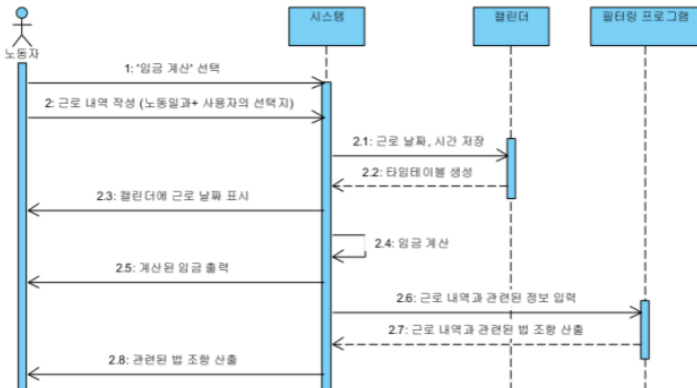 시스템
캘린더
필터링 프로그램
노동자
1: '임금 계산' 선택
2: 근로 내역 작성 (노동일과+ 사용자의 선택지)
2.1: 근로 날짜, 시간 저장
2.2: 타임테이블 생성
2.3: 캘린더에 근로 날짜 표시
2.4: 임금 계산
2.5: 계산된 임금 출력
2.6: 근로 내역과 관련된 정보 입력
2.7: 근로 내역과 관련된 법 조항 산출
2.8: 관련된 법 조항 산출